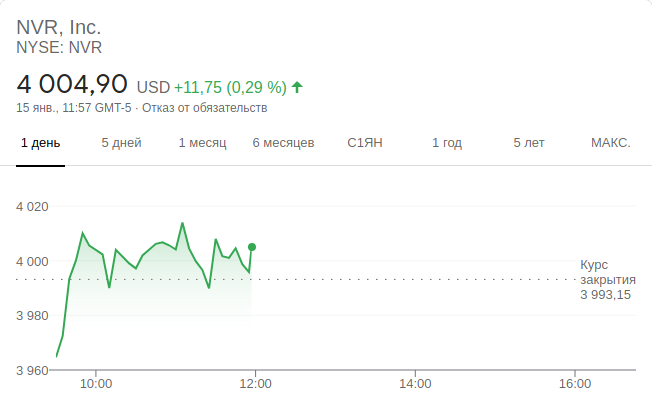 NVR, Inc.
NYSE: NVR
4 004,90 USD +11,75 (0,29 %)
15 янв., 11:57 GMT-5 · Отказ от обязательств
1 день 5 дней 1 месяц 6 месяцев С1ЯН 1 год 5 лет МАКС.
4 020
4 000
Курс
закрытия
3 993,15
3 980
3 960
10:00 12:00 14:00 16:00